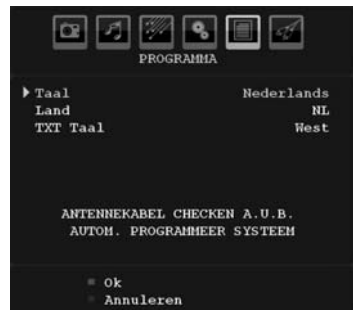 PROGRAMMA
Taal Nederlands
Land NL
TXT Taal West
ANTENNEKABEL CHECKEN A.U.B.
AUTOM. PROGRAMMEER SYSTEEM
Ok
Annuleren